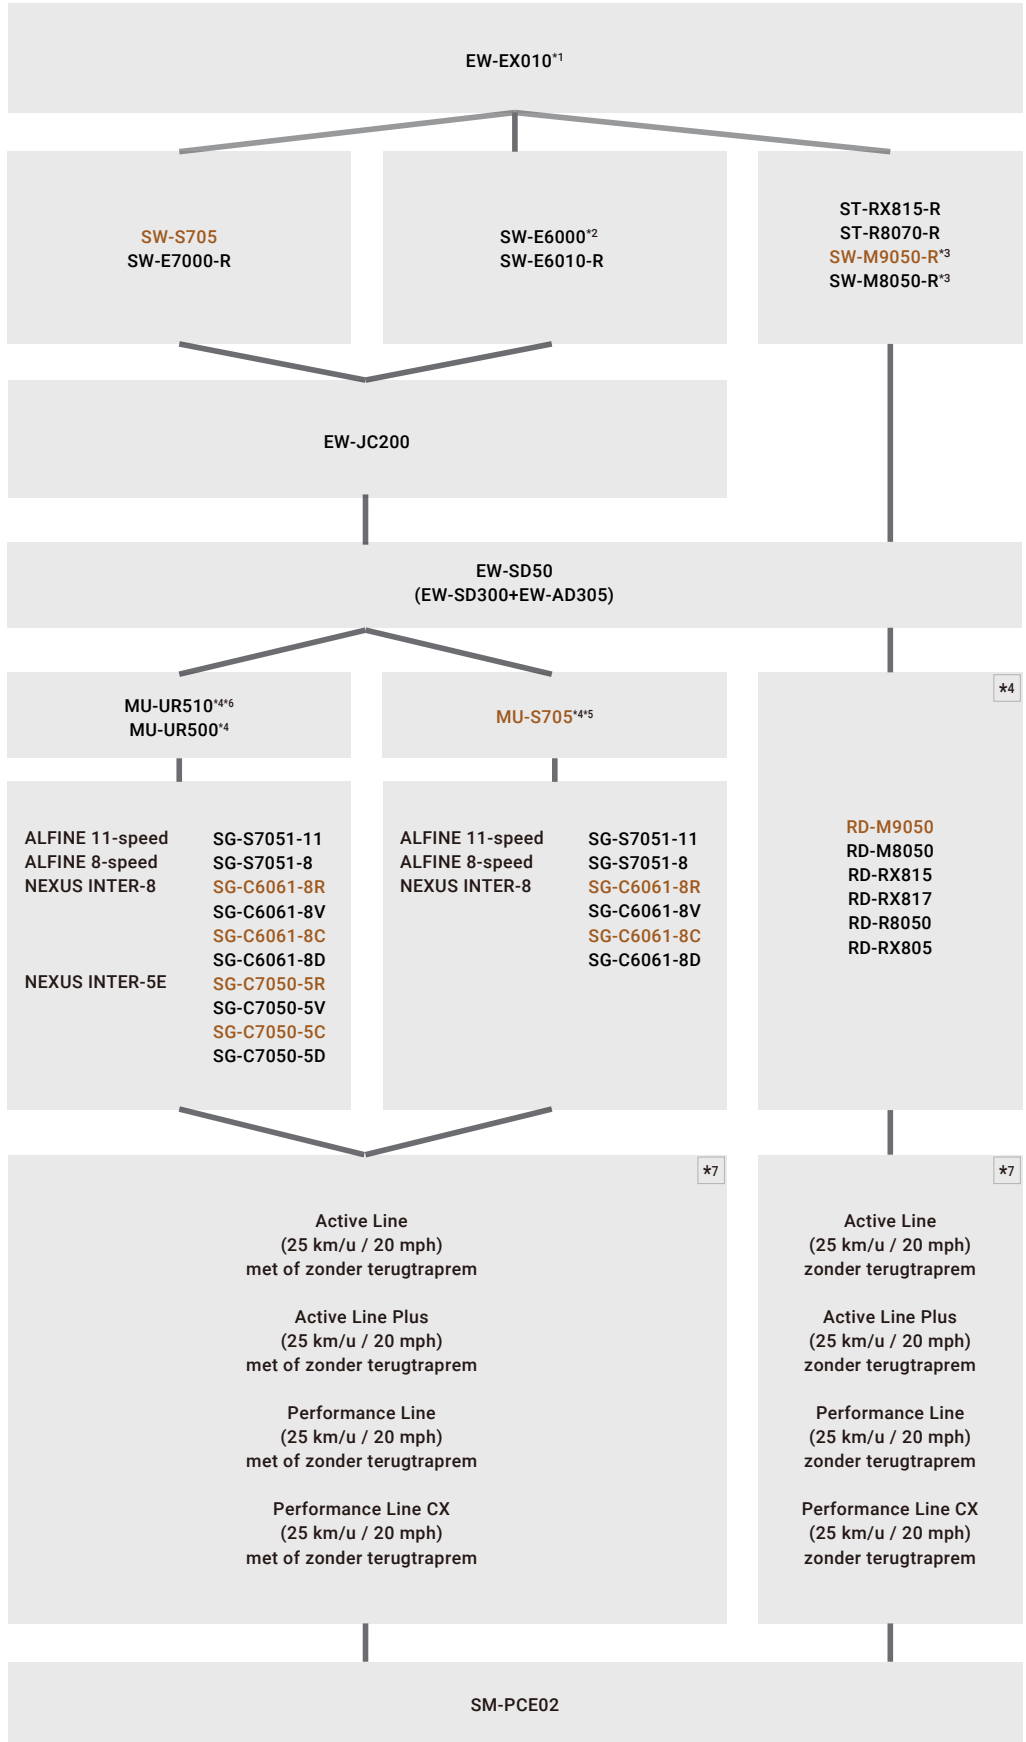 EW-EX010*1
SW-S705
SW-E7000-R
SW-E6000*2
SW-E6010-R
ST-RX815-R
ST-R8070-R
SW-M9050-R*3
SW-M8050-R*3
EW-JC200
EW-SD50
(EW-SD300+EW-AD305)
MU-UR510*4*6
MU-UR500*4
MU-S705*4*5
*4
ALFINE 11-speed SG-S7051-11
ALFINE 8-speed SG-S7051-8
NEXUS INTER-8 SG-C6061-8R
SG-C6061-8V
SG-C6061-8C
SG-C6061-8D
NEXUS INTER-5E SG-C7050-5R
SG-C7050-5V
SG-C7050-5C
SG-C7050-5D
ALFINE 11-speed SG-S7051-11
ALFINE 8-speed SG-S7051-8
NEXUS INTER-8 SG-C6061-8R
SG-C6061-8V
SG-C6061-8C
SG-C6061-8D
RD-M9050
RD-M8050
RD-RX815
RD-RX817
RD-R8050
RD-RX805
*7
Active Line
(25 km/u / 20 mph)
met of zonder terugtraprem
Active Line Plus
(25 km/u / 20 mph)
met of zonder terugtraprem
Performance Line
(25 km/u / 20 mph)
met of zonder terugtraprem
Performance Line CX
(25 km/u / 20 mph)
met of zonder terugtraprem
*7
Active Line
(25 km/u / 20 mph)
zonder terugtraprem
Active Line Plus
(25 km/u / 20 mph)
zonder terugtraprem
Performance Line
(25 km/u / 20 mph)
zonder terugtraprem
Performance Line CX
(25 km/u / 20 mph)
zonder terugtraprem
SM-PCE02